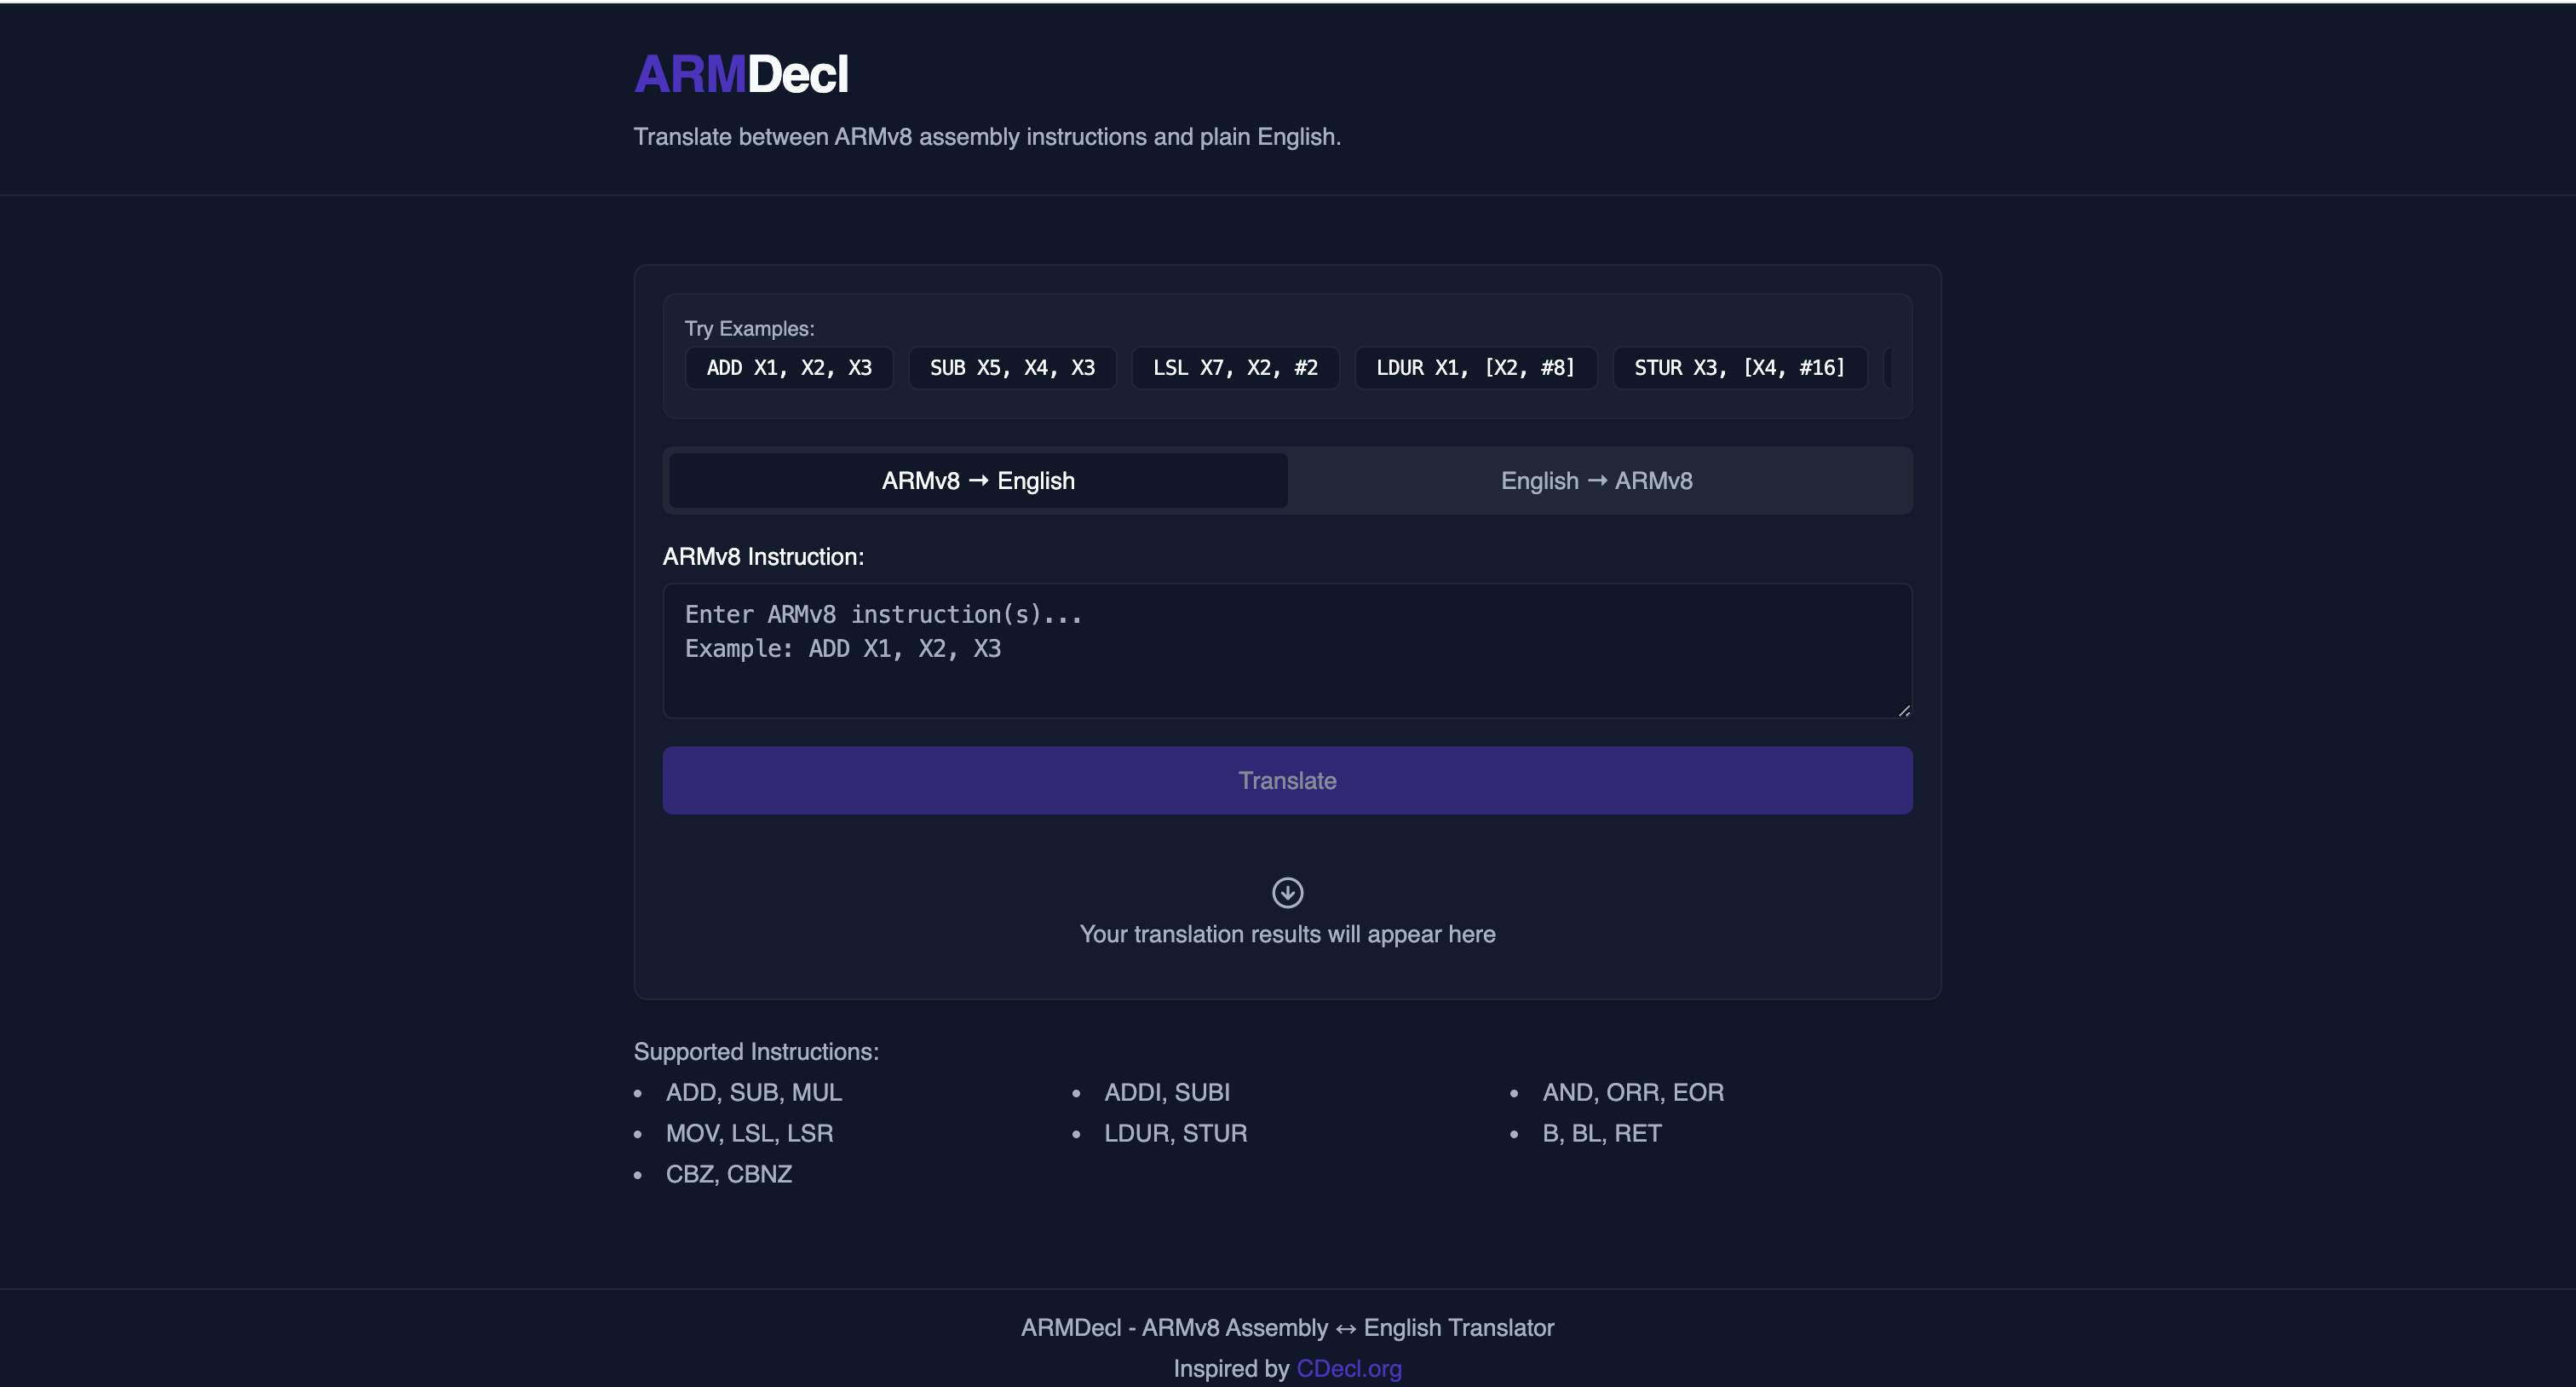 ARMDecl
Translate between ARMv8 assembly instructions and plain English.
Try Examples:
ADD X1, X2, X3
SUB X5, X4, X3
LSL X7, X2, #2
LDUR X1, [X2, #8]
STUR X3, [X4, #16]
ARMv8 → English
English → ARMv8
ARMv8 Instruction:
Enter ARMv8 instruction(s)...
Example: ADD X1, X2, X3
Translate
Your translation results will appear here
Supported Instructions:
• ADD, SUB, MUL
• ADDI, SUBI
• AND, ORR, EOR
• MOV, LSL, LSR
• LDUR, STUR
• B, BL, RET
• CBZ, CBNZ
ARMDecl - ARMv8 Assembly ↔ English Translator
Inspired by CDecl.org